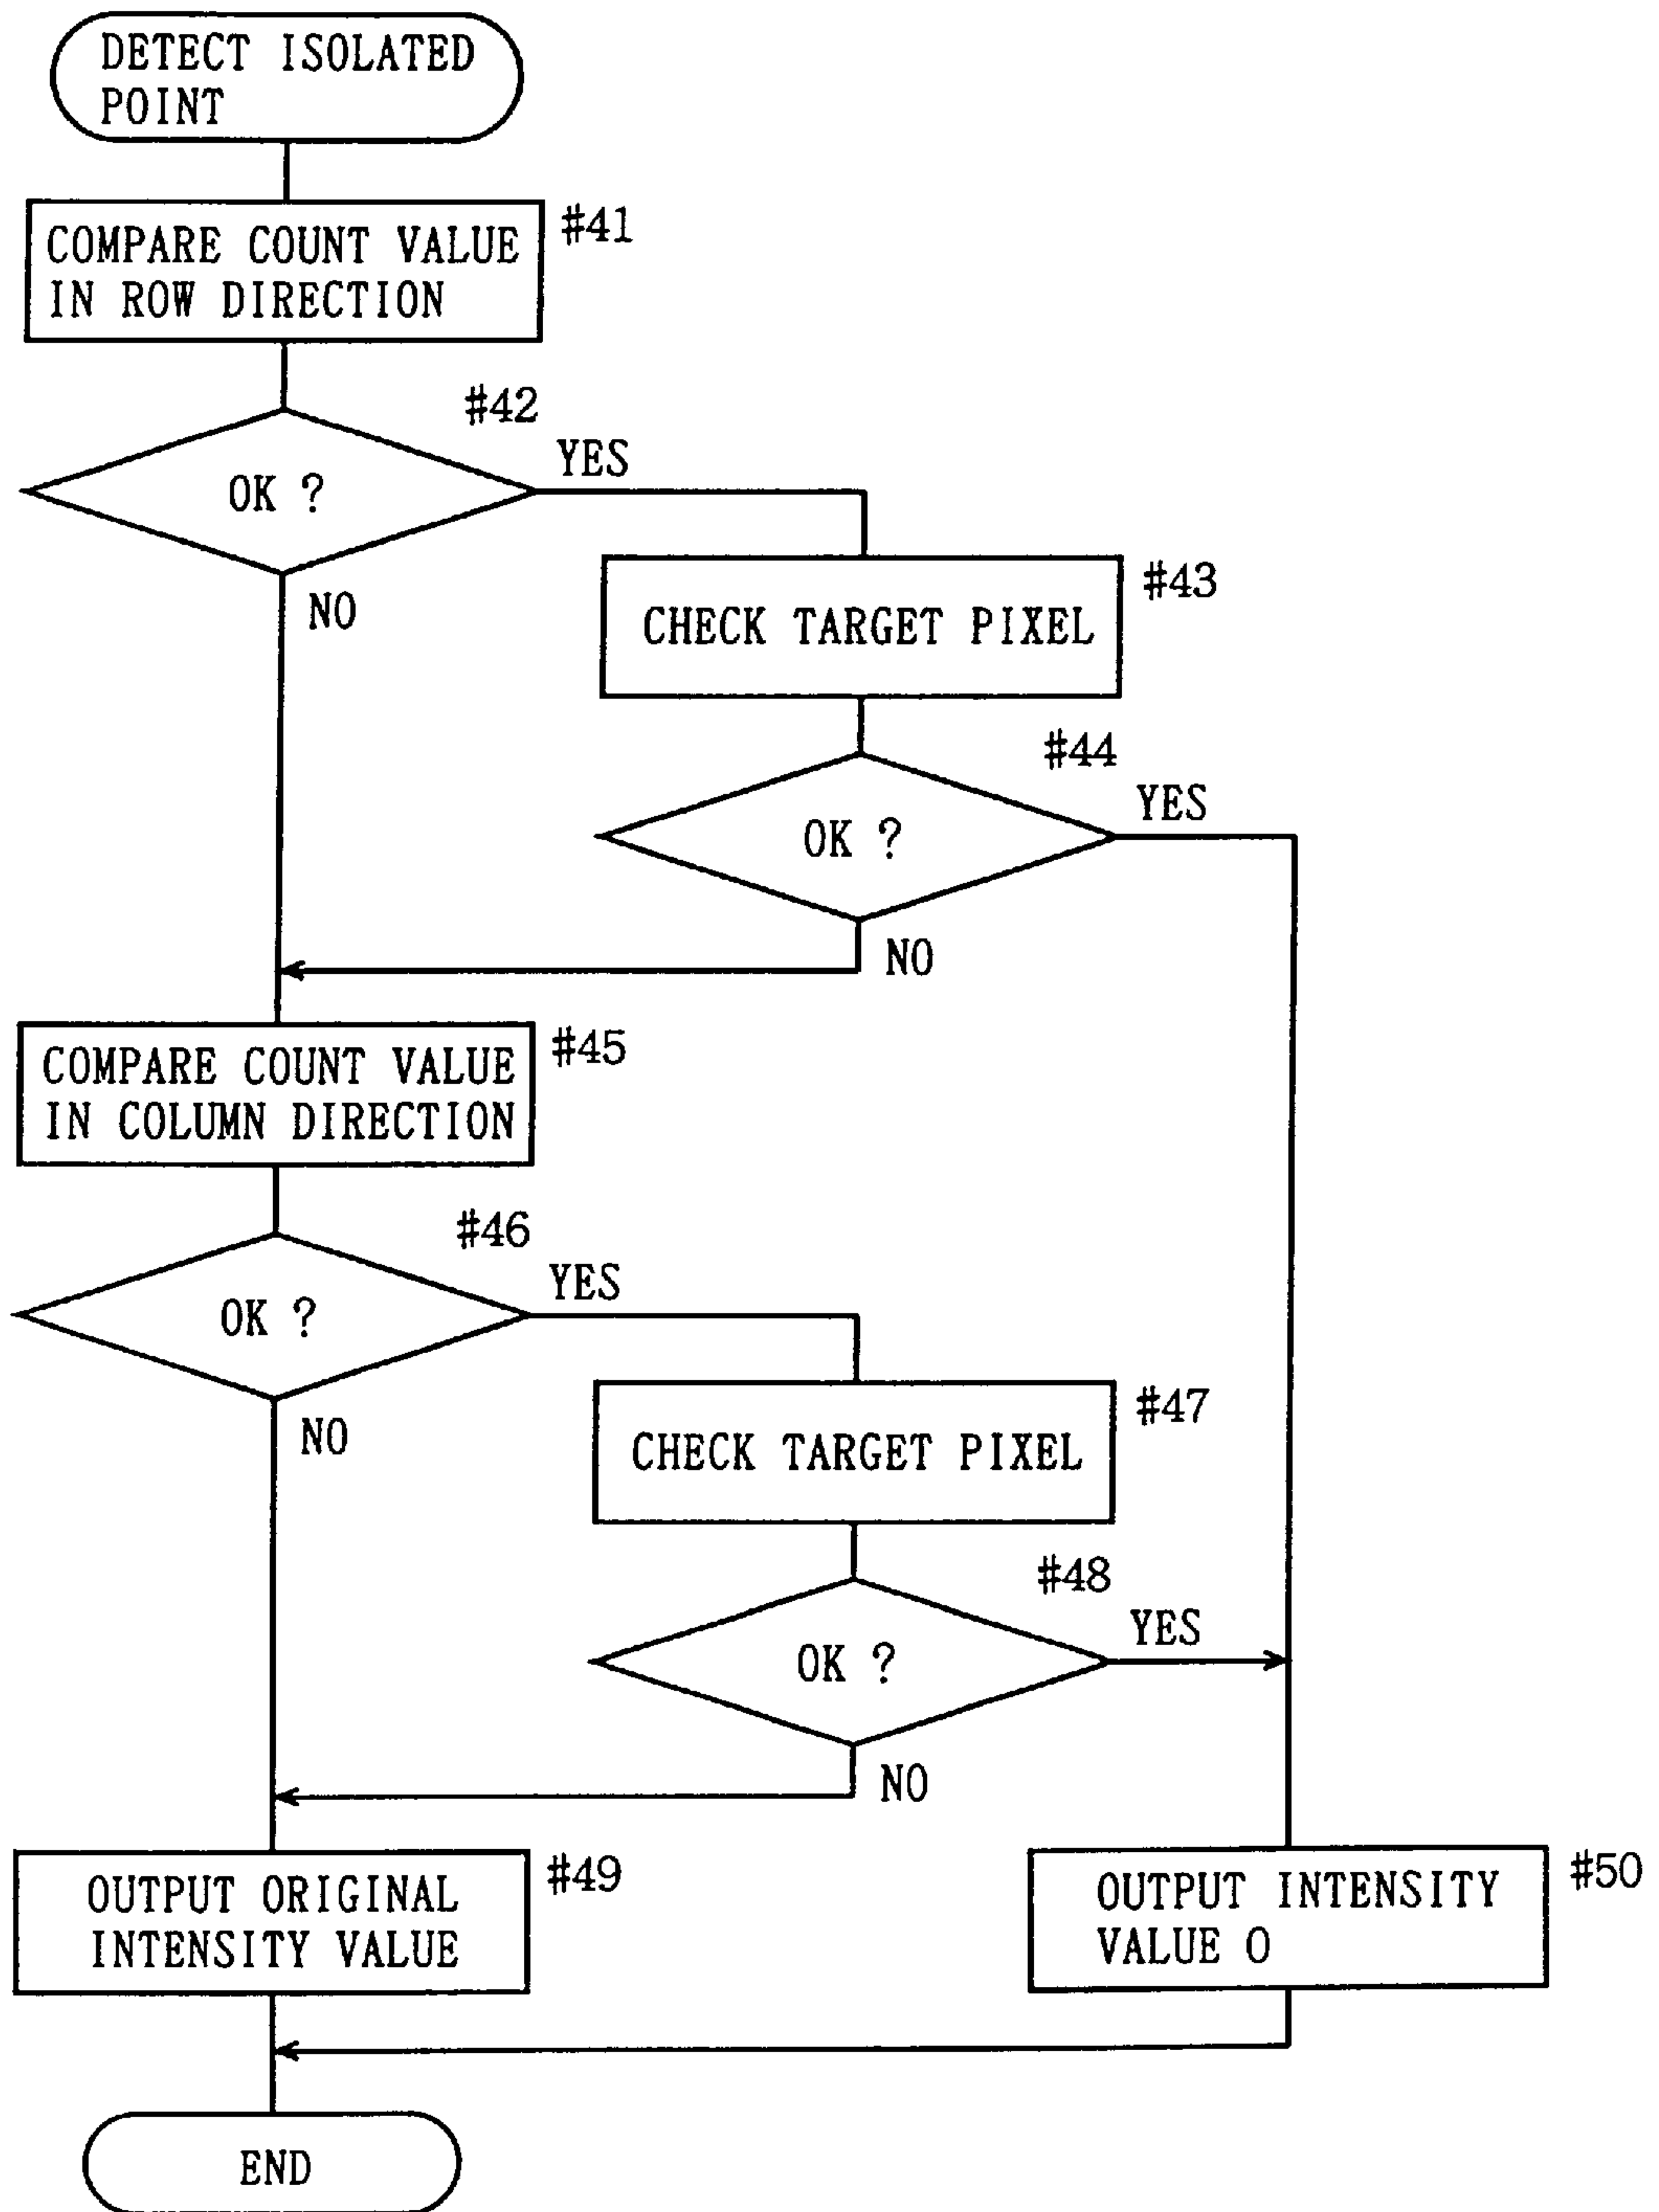 DETECT ISOLATED
POINT
COMPARE COUNT VALUE
IN ROW DIRECTION
#41
#42
OK ?
YES
NO
CHECK TARGET PIXEL
#43
#44
OK ?
YES
NO
COMPARE COUNT VALUE
IN COLUMN DIRECTION
#45
#46
OK ?
YES
NO
CHECK TARGET PIXEL
#47
#48
OK ?
YES
NO
OUTPUT ORIGINAL
INTENSITY VALUE
#49
OUTPUT INTENSITY
VALUE 0
#50
END